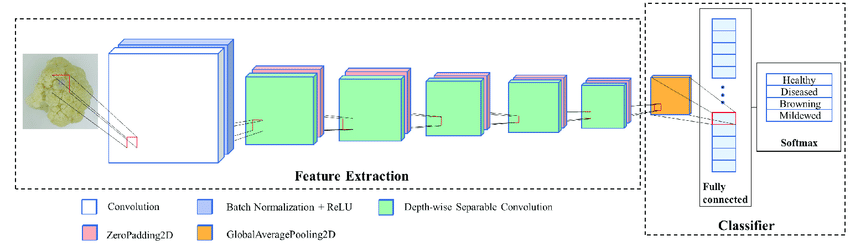 Healthy
Diseased
Browning
Mildewed
Softmax
Feature Extraction
Fully
connected
Classifier
Convolution
Batch Normalization + ReLU
Depth-wise Separable Convolution
ZeroPadding2D
GlobalAveragePooling2D